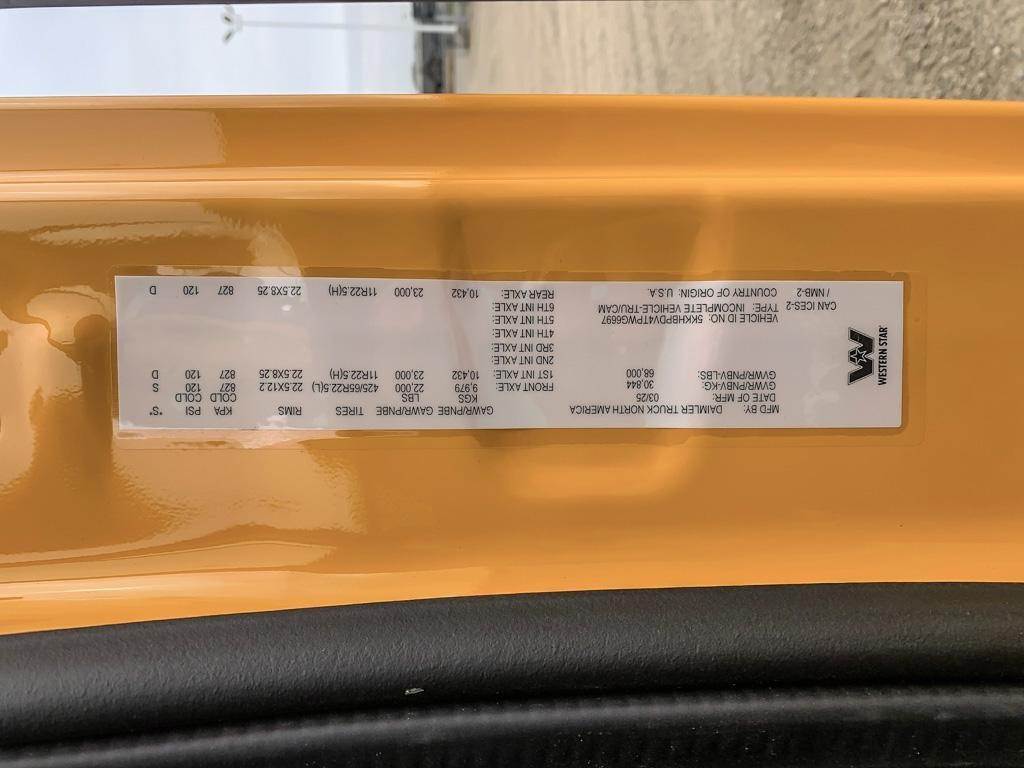 WESTERN STAR
CAN ICES-2
/ NMB-2
MFD BY: DAIMLER TRUCK NORTH AMERICA
DATE OF MFR: 03/25
GVWR/PNBV-KG: 30,844
GVWR/PNBV-LBS: 68,000
VEHICLE ID NO.: 5KKHBPDV4TPWG6697
TYPE: INCOMPLETE VEHICLE-TRU/CAM
COUNTRY OF ORIGIN: U.S.A.
GAWR/PNBE GAWR/PNBE TIRES RIMS KPA PSI "S"
KGS LBS COLD COLD
FRONT AXLE: 9,979 22,000 425/65R22.5(L) 22.5X12.2 827 120 S
1ST INT AXLE: 10,432 23,000 11R22.5(H) 22.5X8.25 827 120 D
2ND INT AXLE:
3RD INT AXLE:
4TH INT AXLE:
5TH INT AXLE:
6TH INT AXLE:
REAR AXLE: 10,432 23,000 11R22.5(H) 22.5X8.25 827 120 D